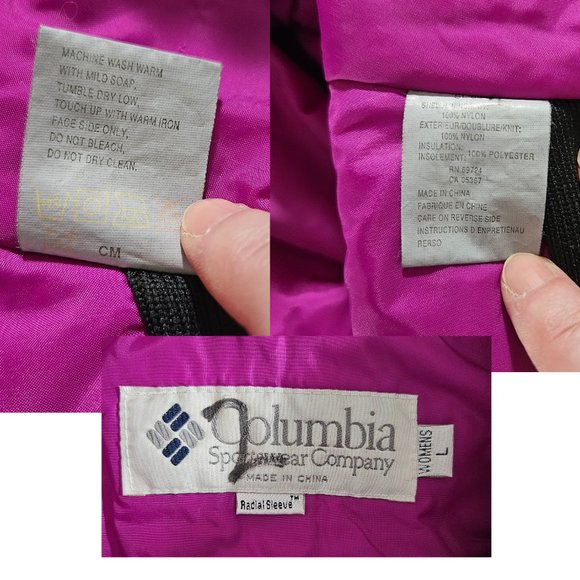 MACHINE WASH WARM
WITH MILD SOAP,
TUMBLE DRY LOW,
TOUCH UP WITH WARM IRON
FACE SIDE ONLY,
DO NOT BLEACH,
DO NOT DRY CLEAN.
CM
100% NYLON
EXTERIEUR/DOUBLURE/KNIT:
100% NYLON
INSULATION:
INSOLEMENT: 100% POLYESTER
RN 69724
CA 05367
MADE IN CHINA
FABRIQUE EN CHINE
CARE ON REVERSE SIDE
INSTRUCTIONS D'ENPRETIENAU
RERSO
Columbia
Sportswear Company
MADE IN CHINA
Radial Sleeve™
WOMENS
L